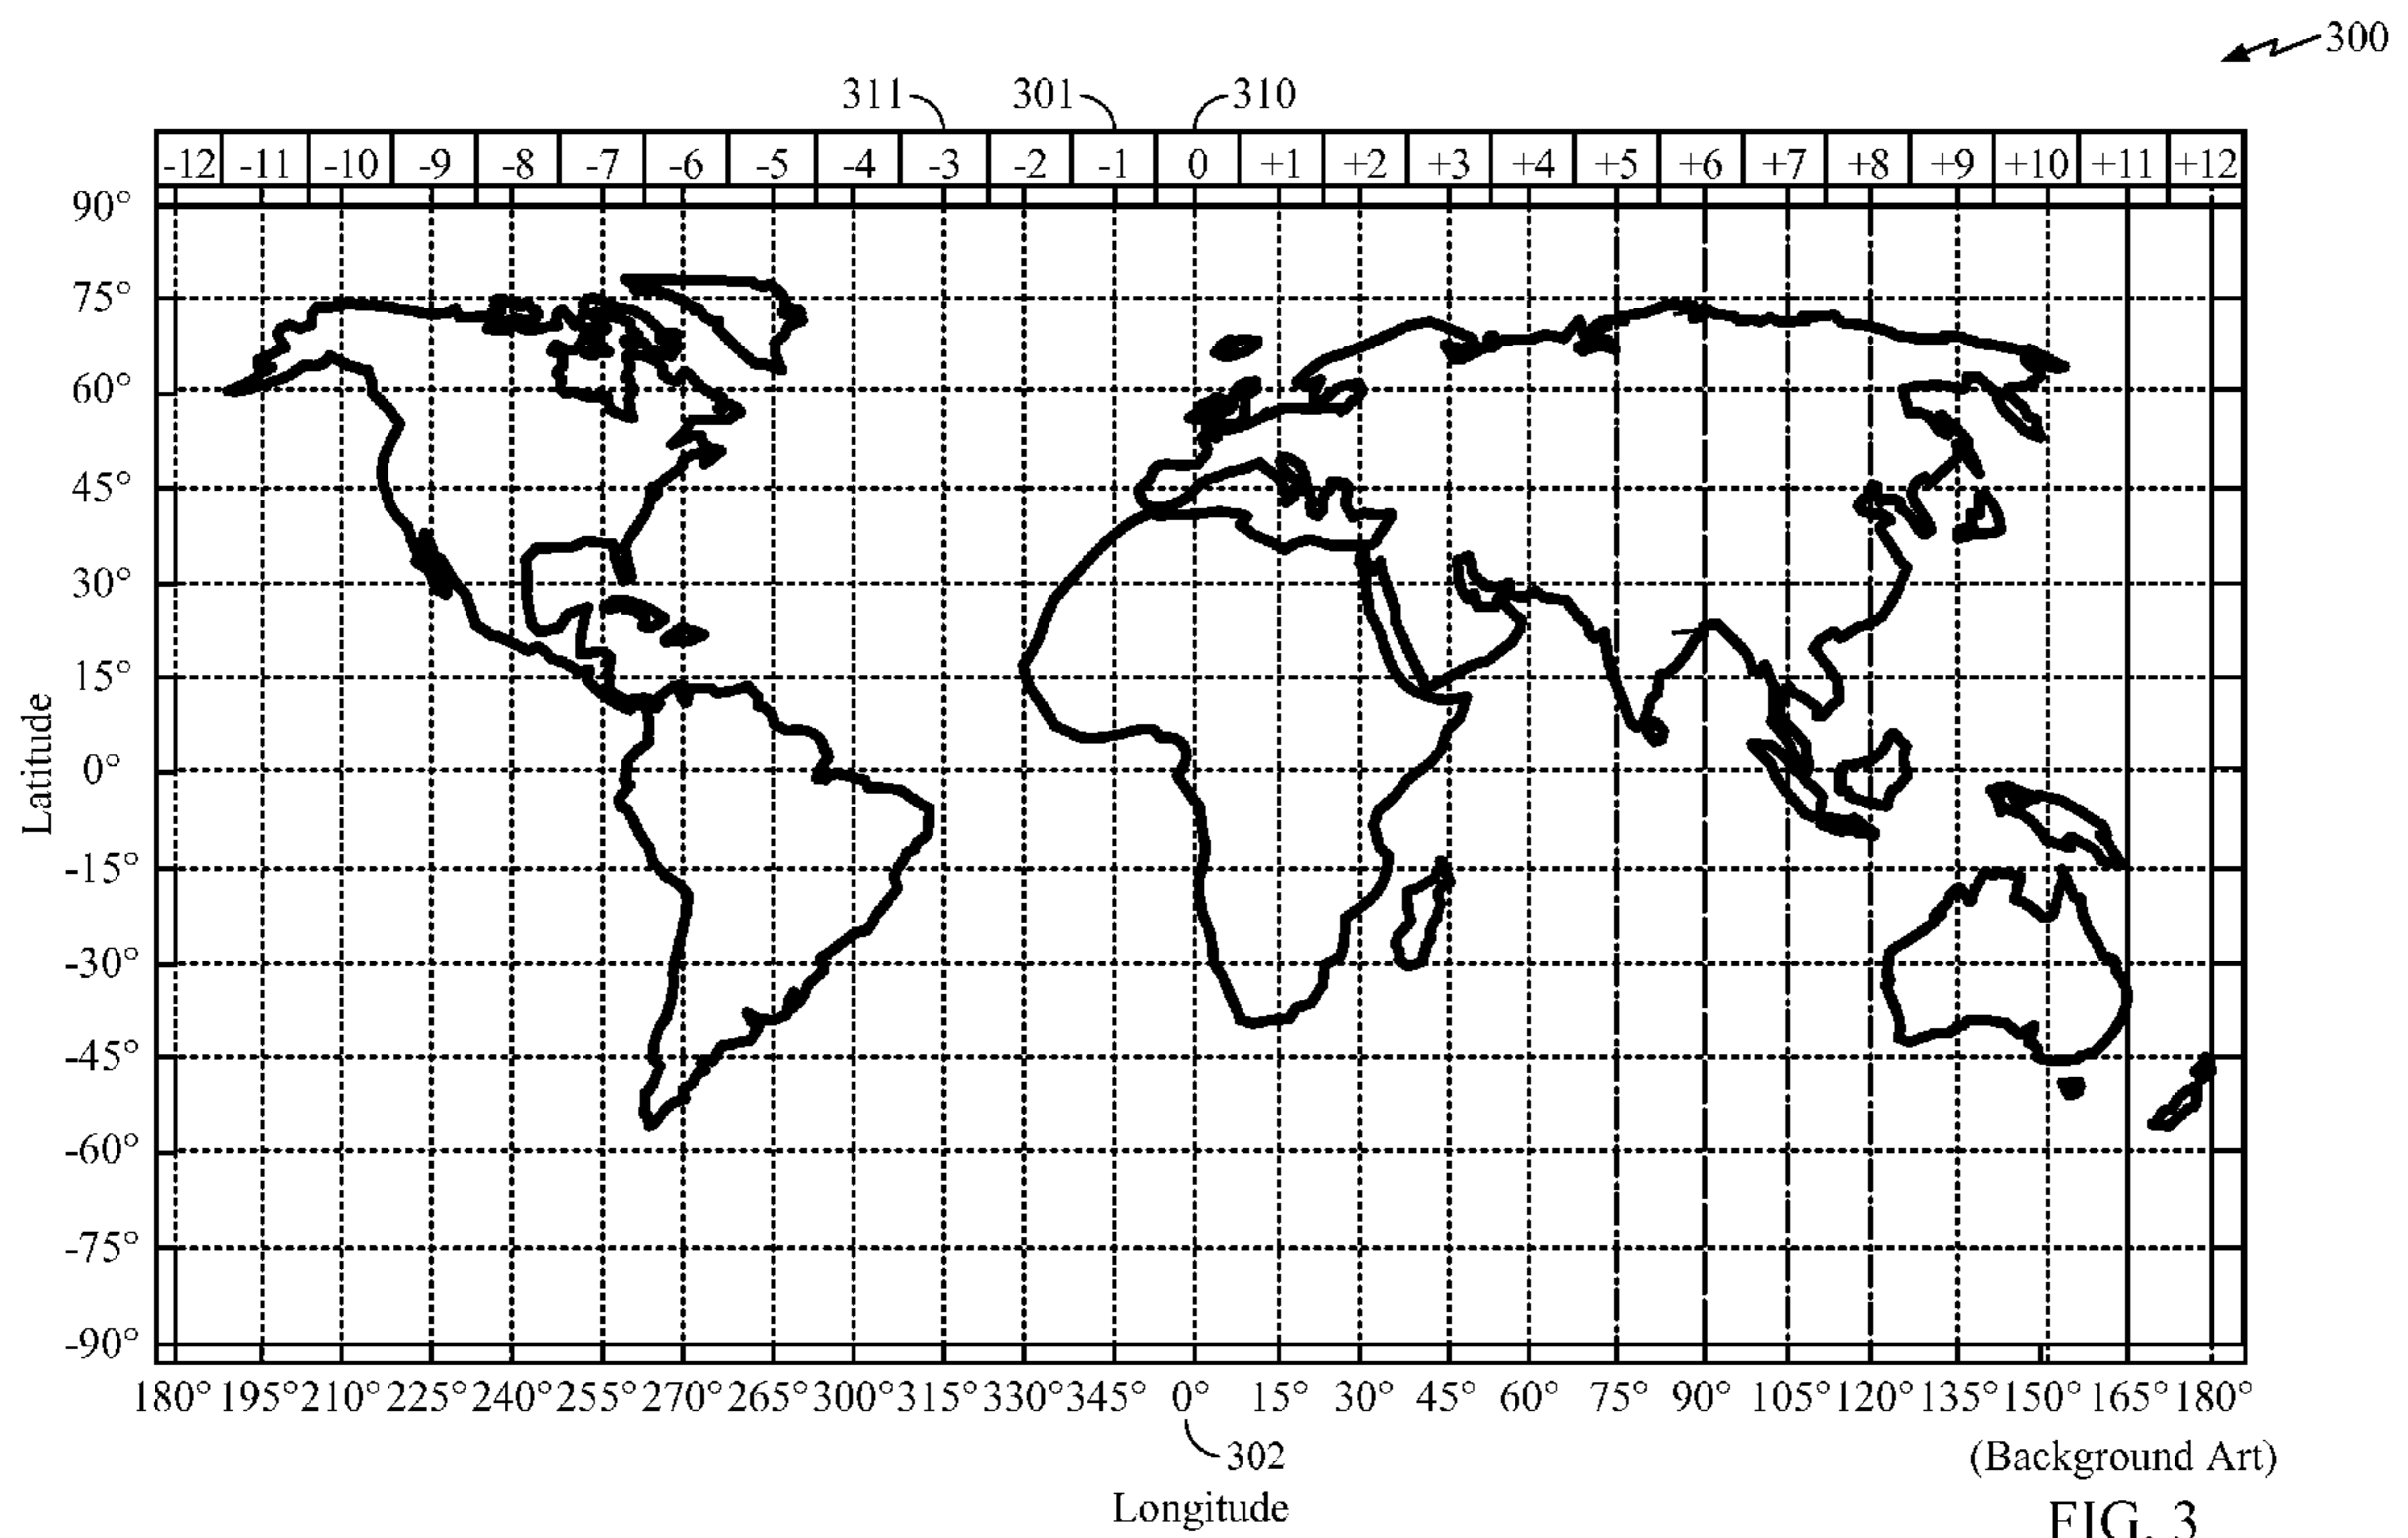 300
311 301 310
-12 -11 -10 -9 -8 -7 -6 -5 -4 -3 -2 -1 0 +1 +2 +3 +4 +5 +6 +7 +8 +9 +10 +11 +12
90°
75°
60°
45°
30°
15°
0°
-15°
-30°
-45°
-60°
-75°
-90°
Latitude
180° 195° 210° 225° 240° 255° 270° 265° 300° 315° 330° 345° 0° 15° 30° 45° 60° 75° 90° 105° 120° 135° 150° 165° 180°
302
Longitude
(Background Art)
FIG. 3